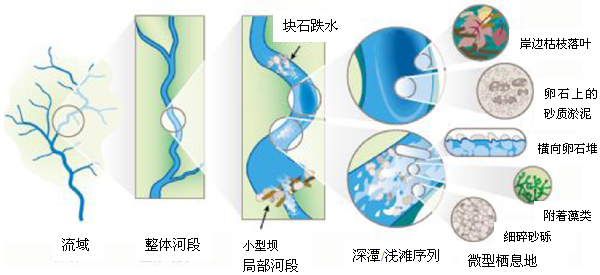 块石跌水
岸边枯枝落叶
卵石上的
砂质淤泥
横向卵石堆
附着藻类
细碎砂砾
小型坝
流域
整体河段
局部河段
深潭/浅滩序列
微型栖息地